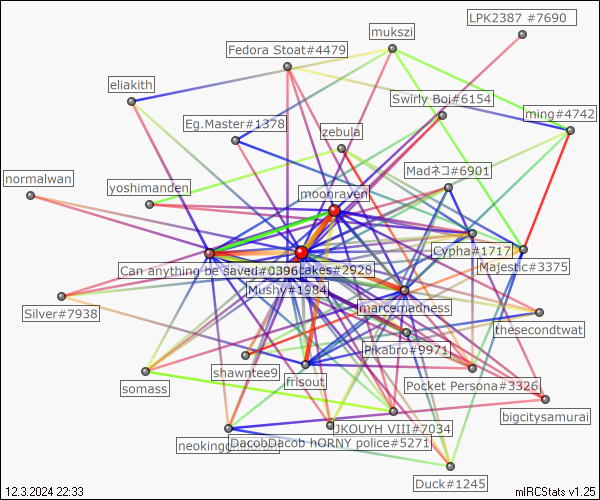 LPK2387 #7690
mukszi
Fedora Stoat#4479
eliakith
Swirly Boi#6154
ming#4742
Eg.Master#1378
zebula
Madネコ#6901
normalwan
yoshimanden
moonraven
Cypha#1717
Can anything be saved#0396
cakes#2928
Majestic#3375
Mushy#1984
marcemadness
Silver#7938
thesecondtwat
Pikabro#9971
shawntee9
frisout
somass
Pocket Persona#3326
bigcitysamurai
JKOUYH VIII#7034
DacobDacob hORNY police#5271
Duck#1245
12.3.2024 22:33
mIRCStats v1.25